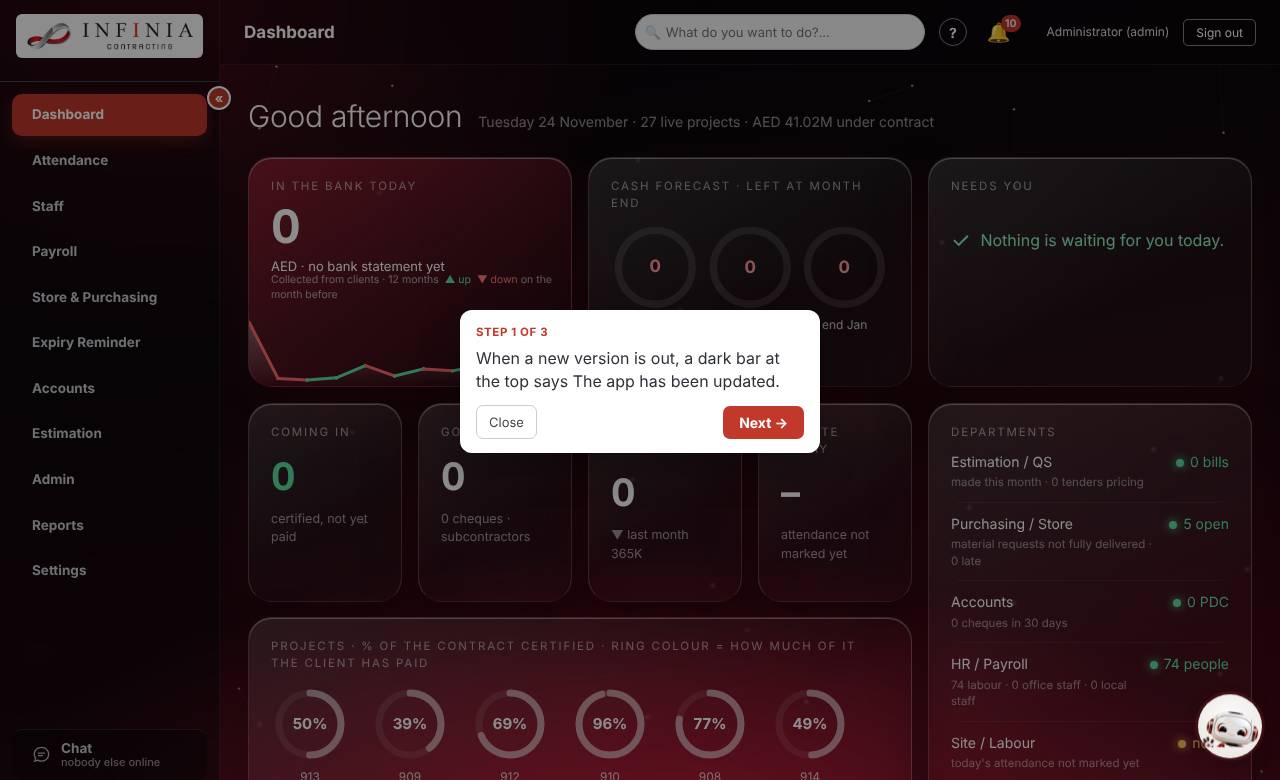 INFINIA
CONTRACTING
Dashboard
What do you want to do?...
?
10
Administrator (admin)
Sign out
«
Dashboard
Attendance
Staff
Payroll
Store & Purchasing
Expiry Reminder
Accounts
Estimation
Admin
Reports
Settings
Chat
nobody else online
Good afternoon
Tuesday 24 November · 27 live projects · AED 41.02M under contract
IN THE BANK TODAY
0
AED · no bank statement yet
Collected from clients · 12 months ▲ up ▼ down on the
month before
CASH FORECAST · LEFT AT MONTH
END
0
0
0
end Jan
NEEDS YOU
✓ Nothing is waiting for you today.
STEP 1 OF 3
When a new version is out, a dark bar at
the top says The app has been updated.
Close
Next →
COMING IN
0
certified, not yet
paid
GO
0
0 cheques ·
subcontractors
0
▼ last month
365K
TE
Y
–
attendance not
marked yet
DEPARTMENTS
Estimation / QS
0 bills
made this month · 0 tenders pricing
Purchasing / Store
5 open
material requests not fully delivered ·
0 late
Accounts
0 PDC
0 cheques in 30 days
HR / Payroll
74 people
74 labour · 0 office staff · 0 local
staff
Site / Labour
today's attendance not marked yet
PROJECTS · % OF THE CONTRACT CERTIFIED · RING COLOUR = HOW MUCH OF IT
THE CLIENT HAS PAID
50%
39%
69%
96%
77%
49%
913
909
912
910
908
914